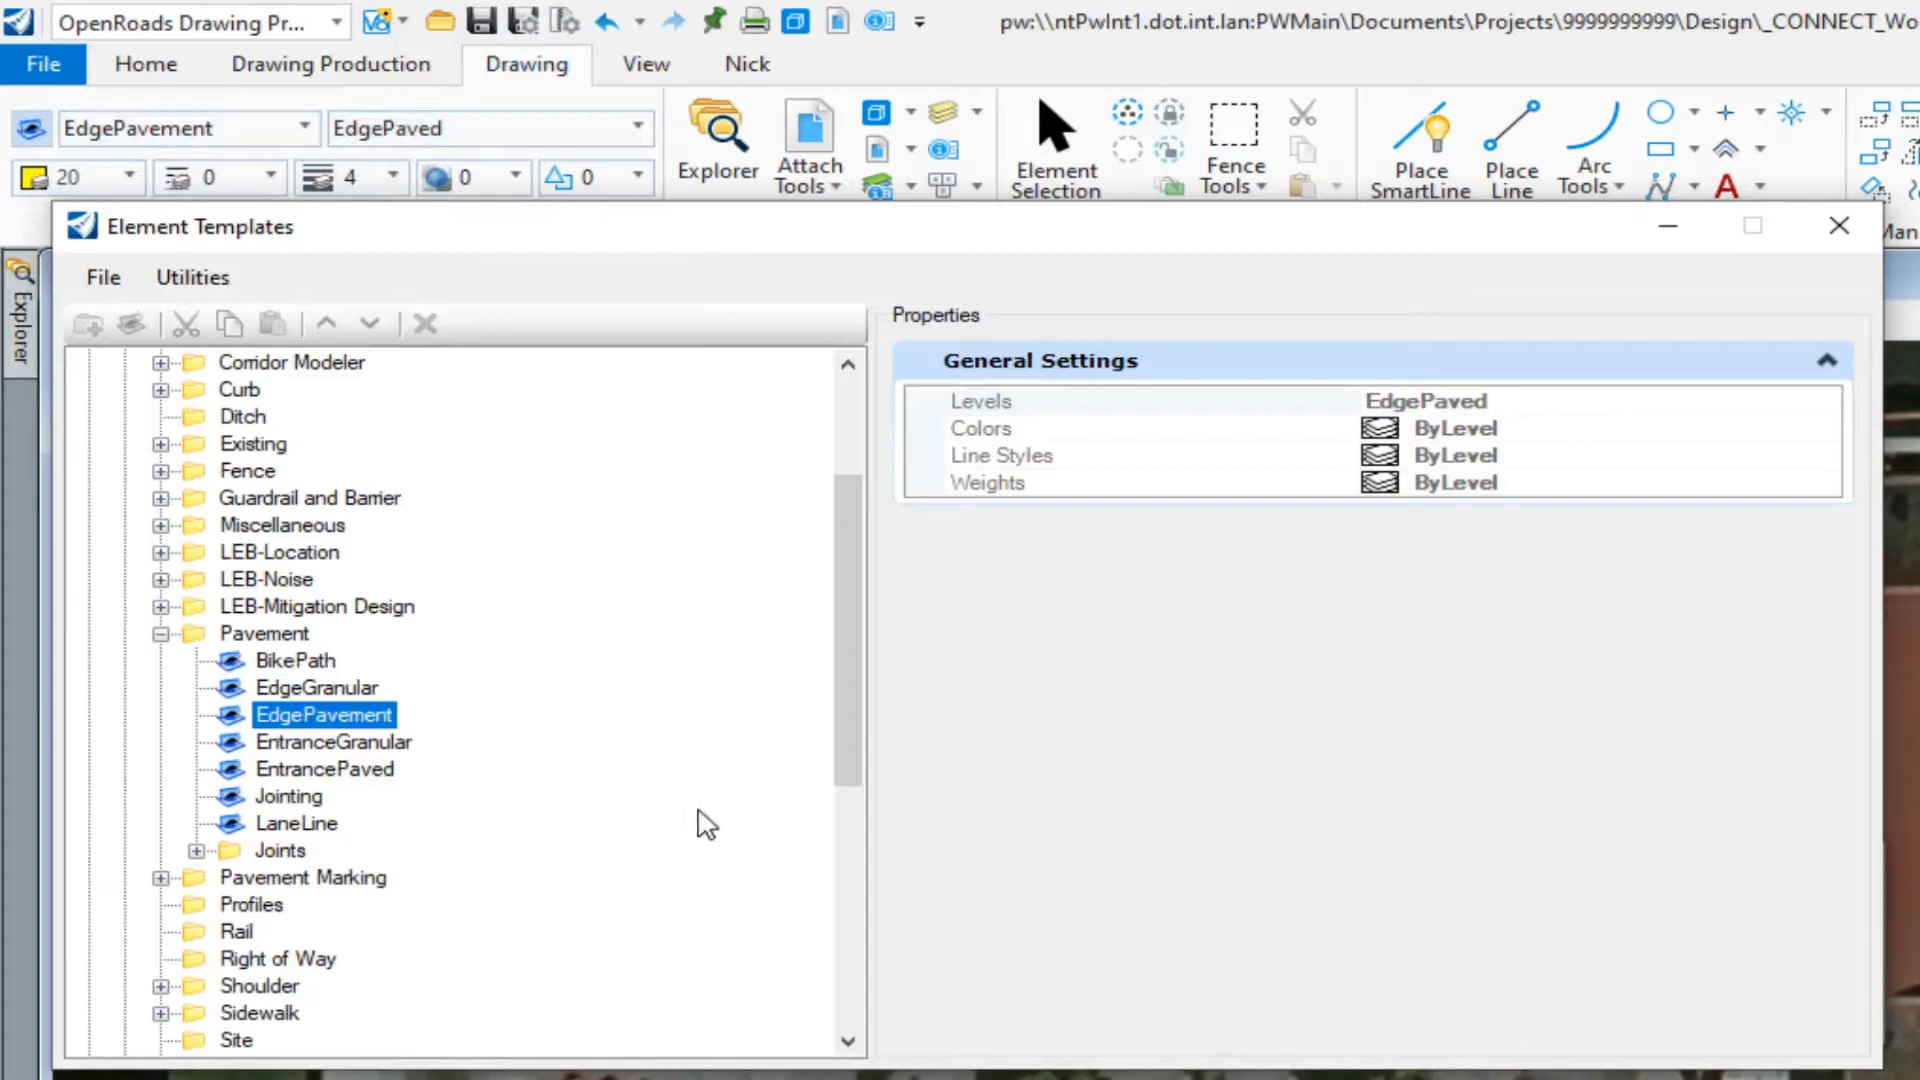 OpenRoads Drawing Pr...
pw:\\ntPwInt1.dot.int.lan:PWMain\Documents\Projects\9999999999\Design\_CONNECT_Wo
File Home Drawing Production Drawing View Nick
EdgePavement EdgePaved
20 0 4 0 0
Explorer
Attach Tools
Element Selection
Fence Tools
Place SmartLine
Place Line
Arc Tools
Man
Explorer
Element Templates
File Utilities
Corridor Modeler
Curb
Ditch
Existing
Fence
Guardrail and Barrier
Miscellaneous
LEB-Location
LEB-Noise
LEB-Mitigation Design
Pavement
BikePath
EdgeGranular
EdgePavement
EntranceGranular
EntrancePaved
Jointing
LaneLine
Joints
Pavement Marking
Profiles
Rail
Right of Way
Shoulder
Sidewalk
Site
Properties
General Settings
Levels EdgePaved
Colors ByLevel
Line Styles ByLevel
Weights ByLevel